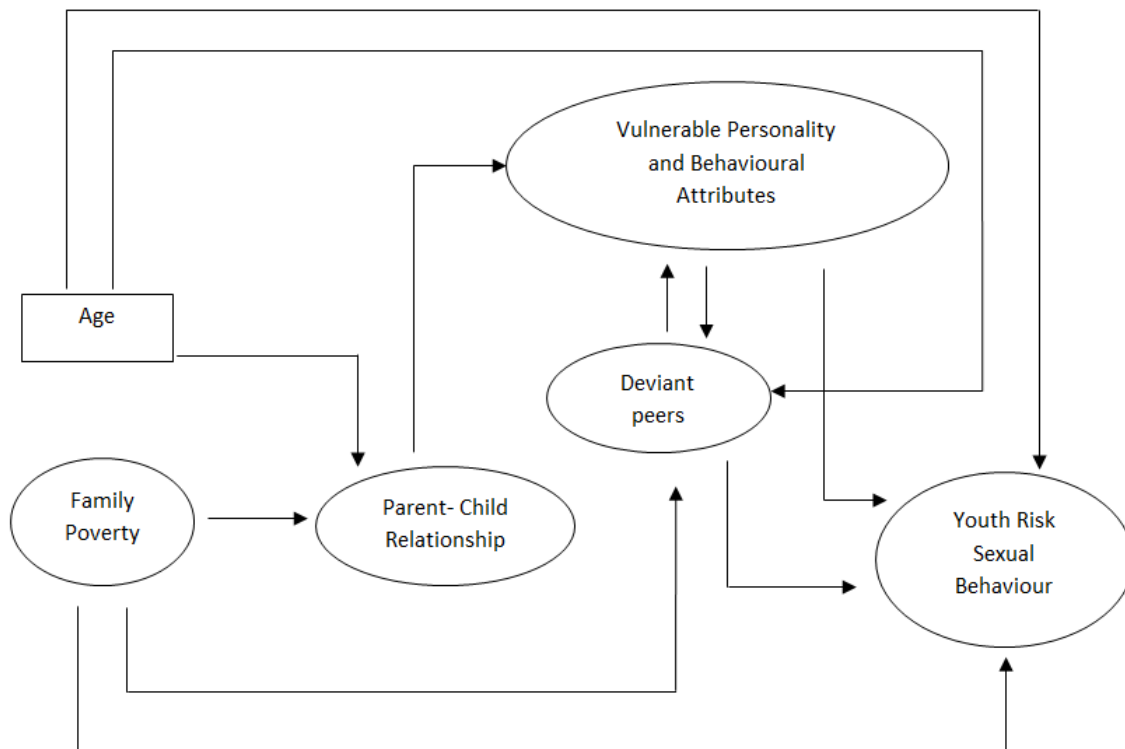 Vulnerable Personality
and Behavioural
Attributes
Age
Deviant
peers
Family
Poverty
Parent- Child
Relationship
Youth Risk
Sexual
Behaviour